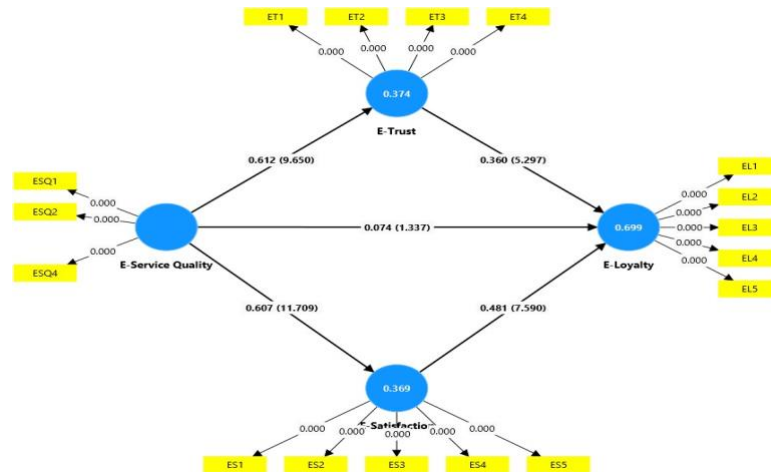 ET1 ET2 ET3 ET4
0.000 0.000 0.000 0.000
0.374
E-Trust
0.612 (9.650) 0.360 (5.297)
ESQ1
0.000
ESQ2
0.000
0.000
ESQ4
E-Service Quality
0.074 (1.337)
EL1
0.000
EL2
0.000
0.699
0.000
EL3
0.000
EL4
0.000
EL5
E-Loyalty
0.607 (11.709) 0.481 (7.590)
0.369
E-Satisfaction
0.000 0.000 0.000 0.000 0.000
ES1 ES2 ES3 ES4 ES5